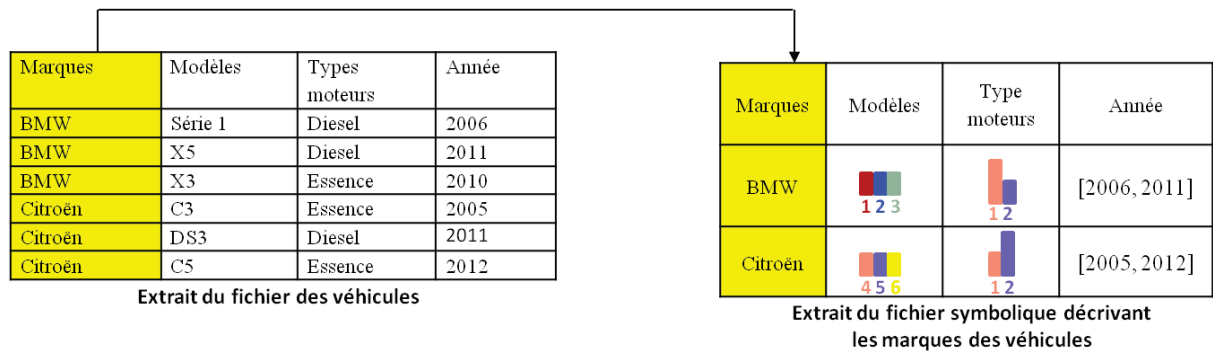 Marques Modèles Types moteurs Année
BMW Série 1 Diesel 2006
BMW X5 Diesel 2011
BMW X3 Essence 2010
Citroën C3 Essence 2005
Citroën DS3 Diesel 2011
Citroën C5 Essence 2012
Extrait du fichier des véhicules
Marques Modèles Type moteurs Année
BMW 1 2 3 1 2 [2006, 2011]
Citroën 4 5 6 1 2 [2005, 2012]
Extrait du fichier symbolique décrivant
les marques des véhicules